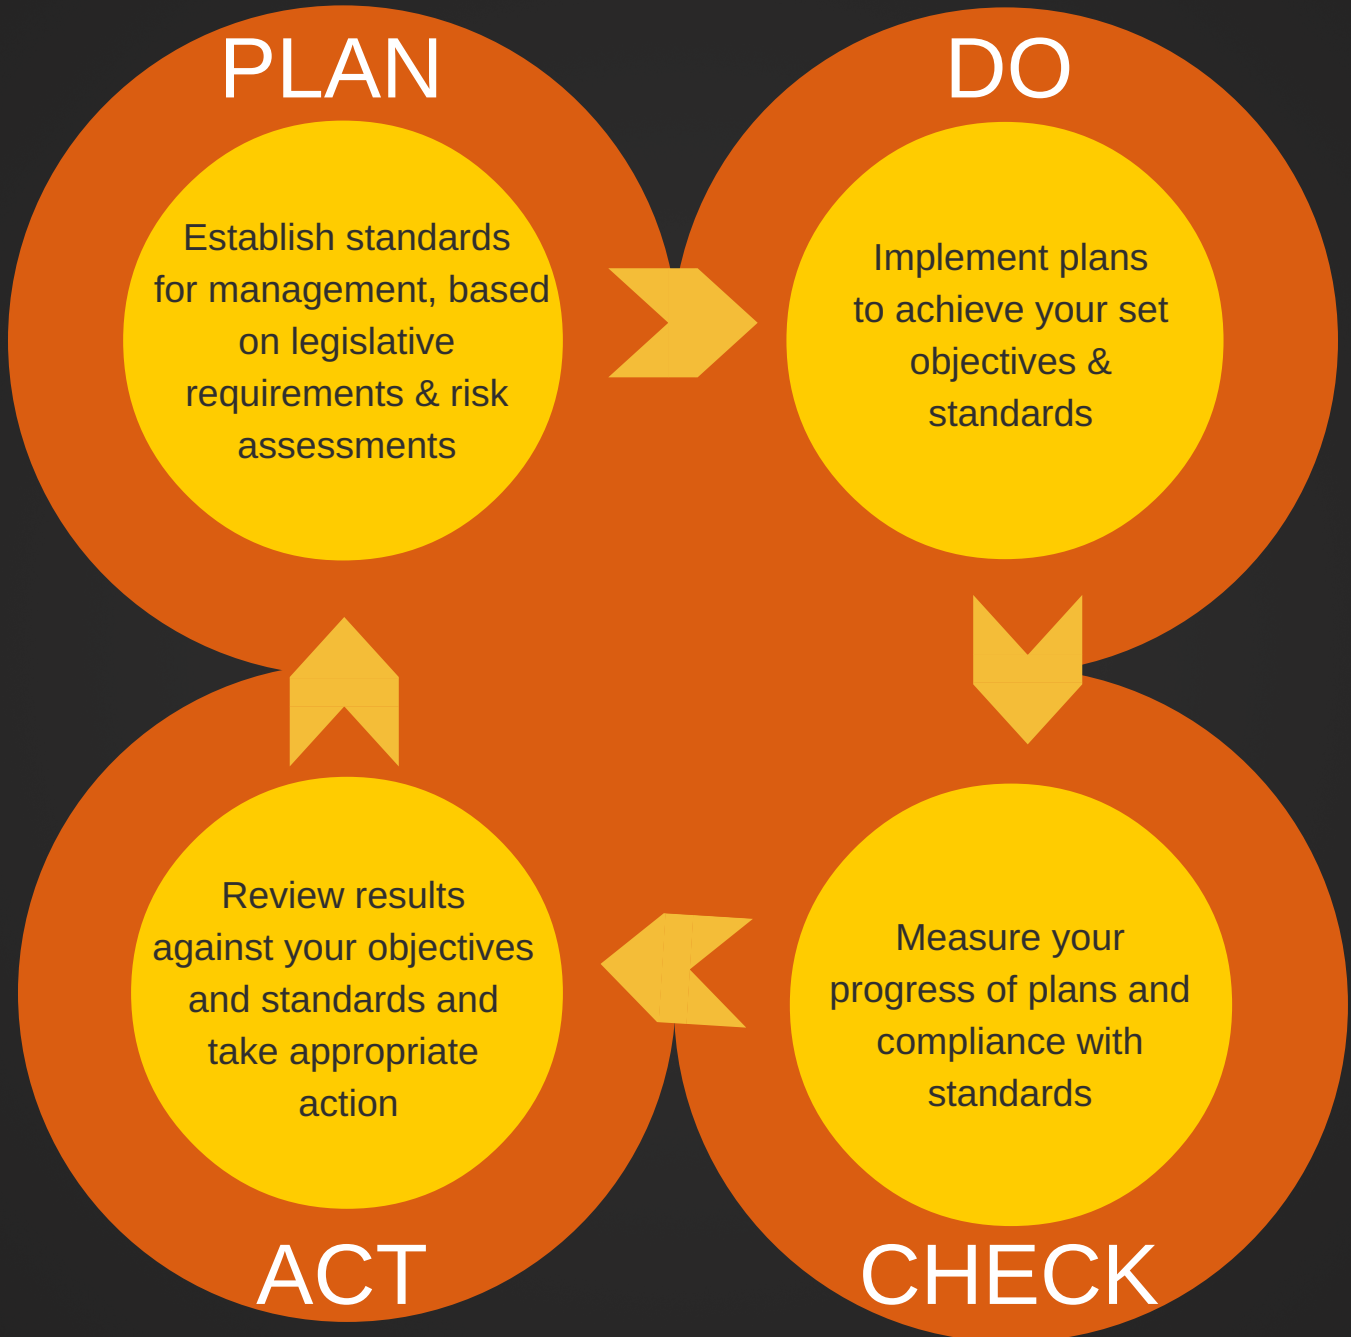 PLAN
Establish standards
for management, based
on legislative
requirements & risk
assessments
DO
Implement plans
to achieve your set
objectives &
standards
CHECK
Measure your
progress of plans and
compliance with
standards
ACT
Review results
against your objectives
and standards and
take appropriate
action